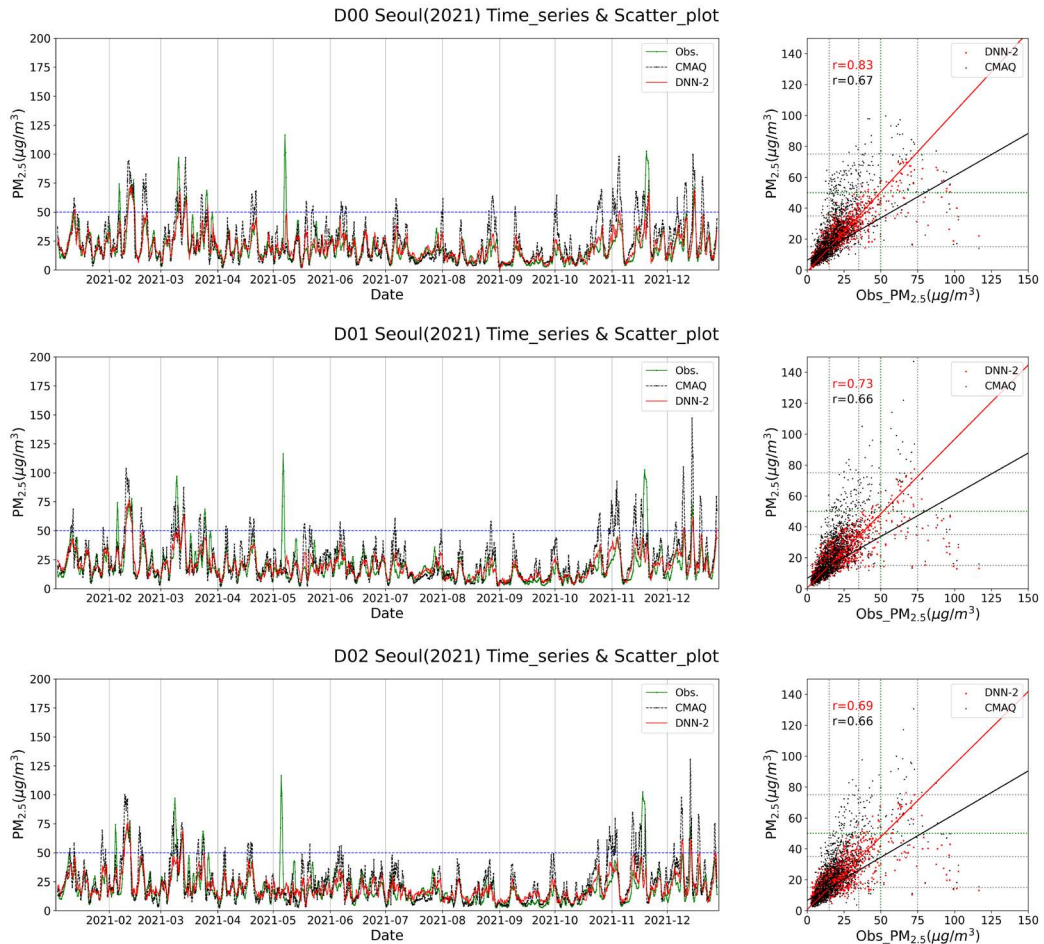 D00 Seoul(2021) Time_series & Scatter_plot
PM2.5(μg/m3)
200
175
150
125
100
75
50
25
0
Obs.
CMAQ
DNN-2
2021-02 2021-03 2021-04 2021-05 2021-06 2021-07 2021-08 2021-09 2021-10 2021-11 2021-12
Date
PM2.5(μg/m3)
140
120
100
80
60
40
20
0
r=0.83
r=0.67
DNN-2
CMAQ
0 25 50 75 100 125 150
Obs_PM2.5(μg/m3)
D01 Seoul(2021) Time_series & Scatter_plot
PM2.5(μg/m3)
200
175
150
125
100
75
50
25
0
Obs.
CMAQ
DNN-2
2021-02 2021-03 2021-04 2021-05 2021-06 2021-07 2021-08 2021-09 2021-10 2021-11 2021-12
Date
PM2.5(μg/m3)
140
120
100
80
60
40
20
0
r=0.73
r=0.66
DNN-2
CMAQ
0 25 50 75 100 125 150
Obs_PM2.5(μg/m3)
D02 Seoul(2021) Time_series & Scatter_plot
PM2.5(μg/m3)
200
175
150
125
100
75
50
25
0
Obs.
CMAQ
DNN-2
2021-02 2021-03 2021-04 2021-05 2021-06 2021-07 2021-08 2021-09 2021-10 2021-11 2021-12
Date
PM2.5(μg/m3)
140
120
100
80
60
40
20
0
r=0.69
r=0.66
DNN-2
CMAQ
0 25 50 75 100 125 150
Obs_PM2.5(μg/m3)